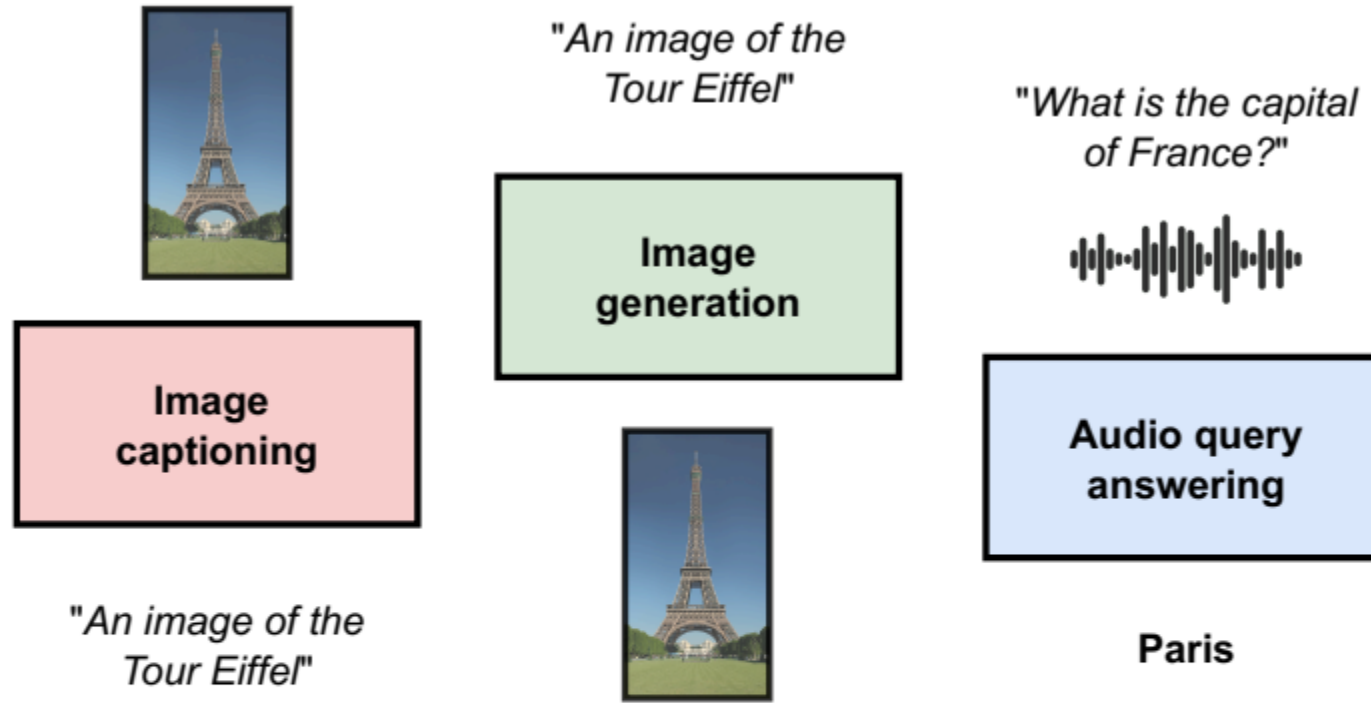 "An image of the
Tour Eiffel"
"What is the capital
of France?"
Image
generation
Image
captioning
Audio query
answering
"An image of the
Tour Eiffel"
Paris